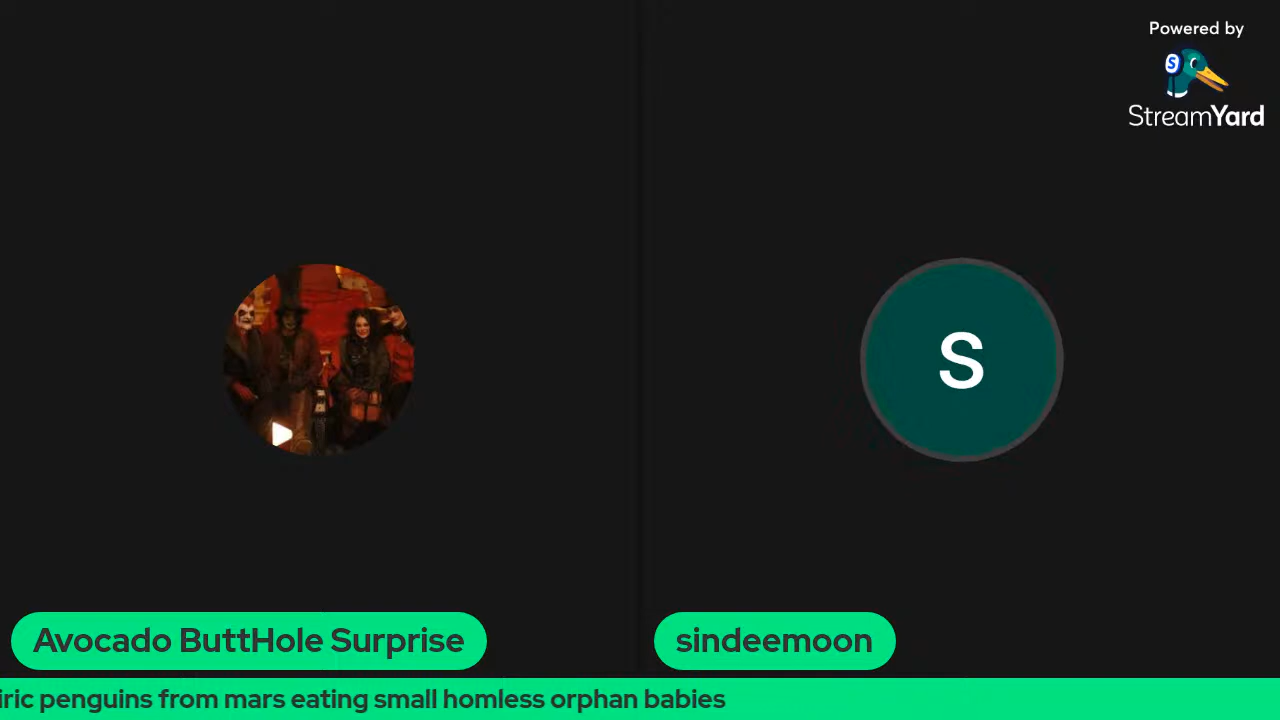 Powered by
S
StreamYard
S
Avocado ButtHole Surprise
sindeemoon
iric penguins from mars eating small homless orphan babies